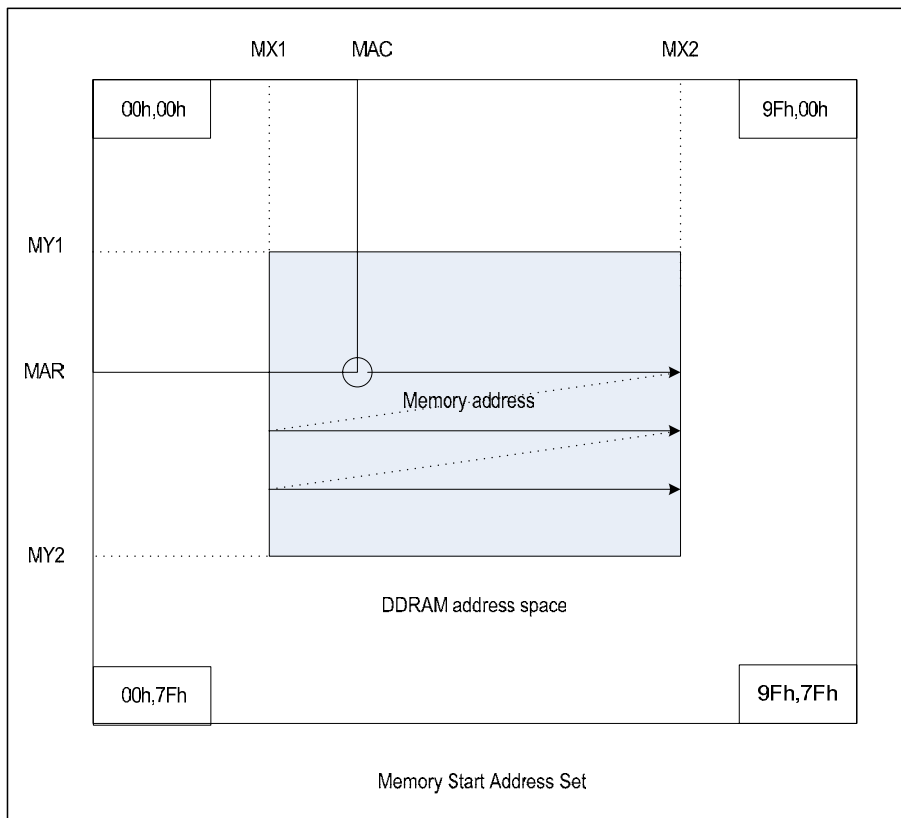 MX1 MAC MX2
00h,00h 9Fh,00h
MY1
MAR
Memory address
MY2
DDRAM address space
00h,7Fh 9Fh,7Fh
Memory Start Address Set